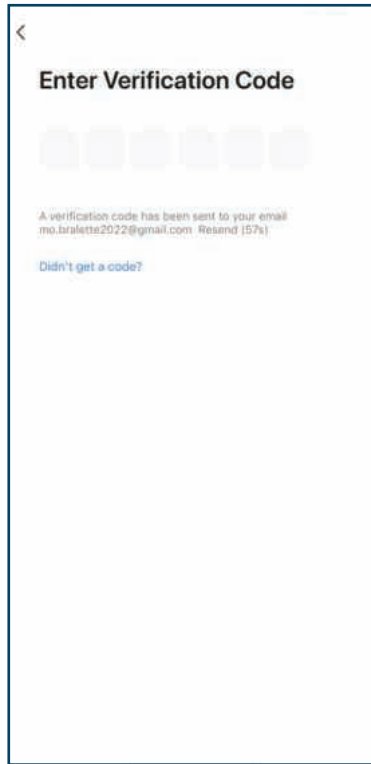 Enter Verification Code
A verification code has been sent to your email
mo.bralette2022@gmail.com Resend (57s)
Didn't get a code?